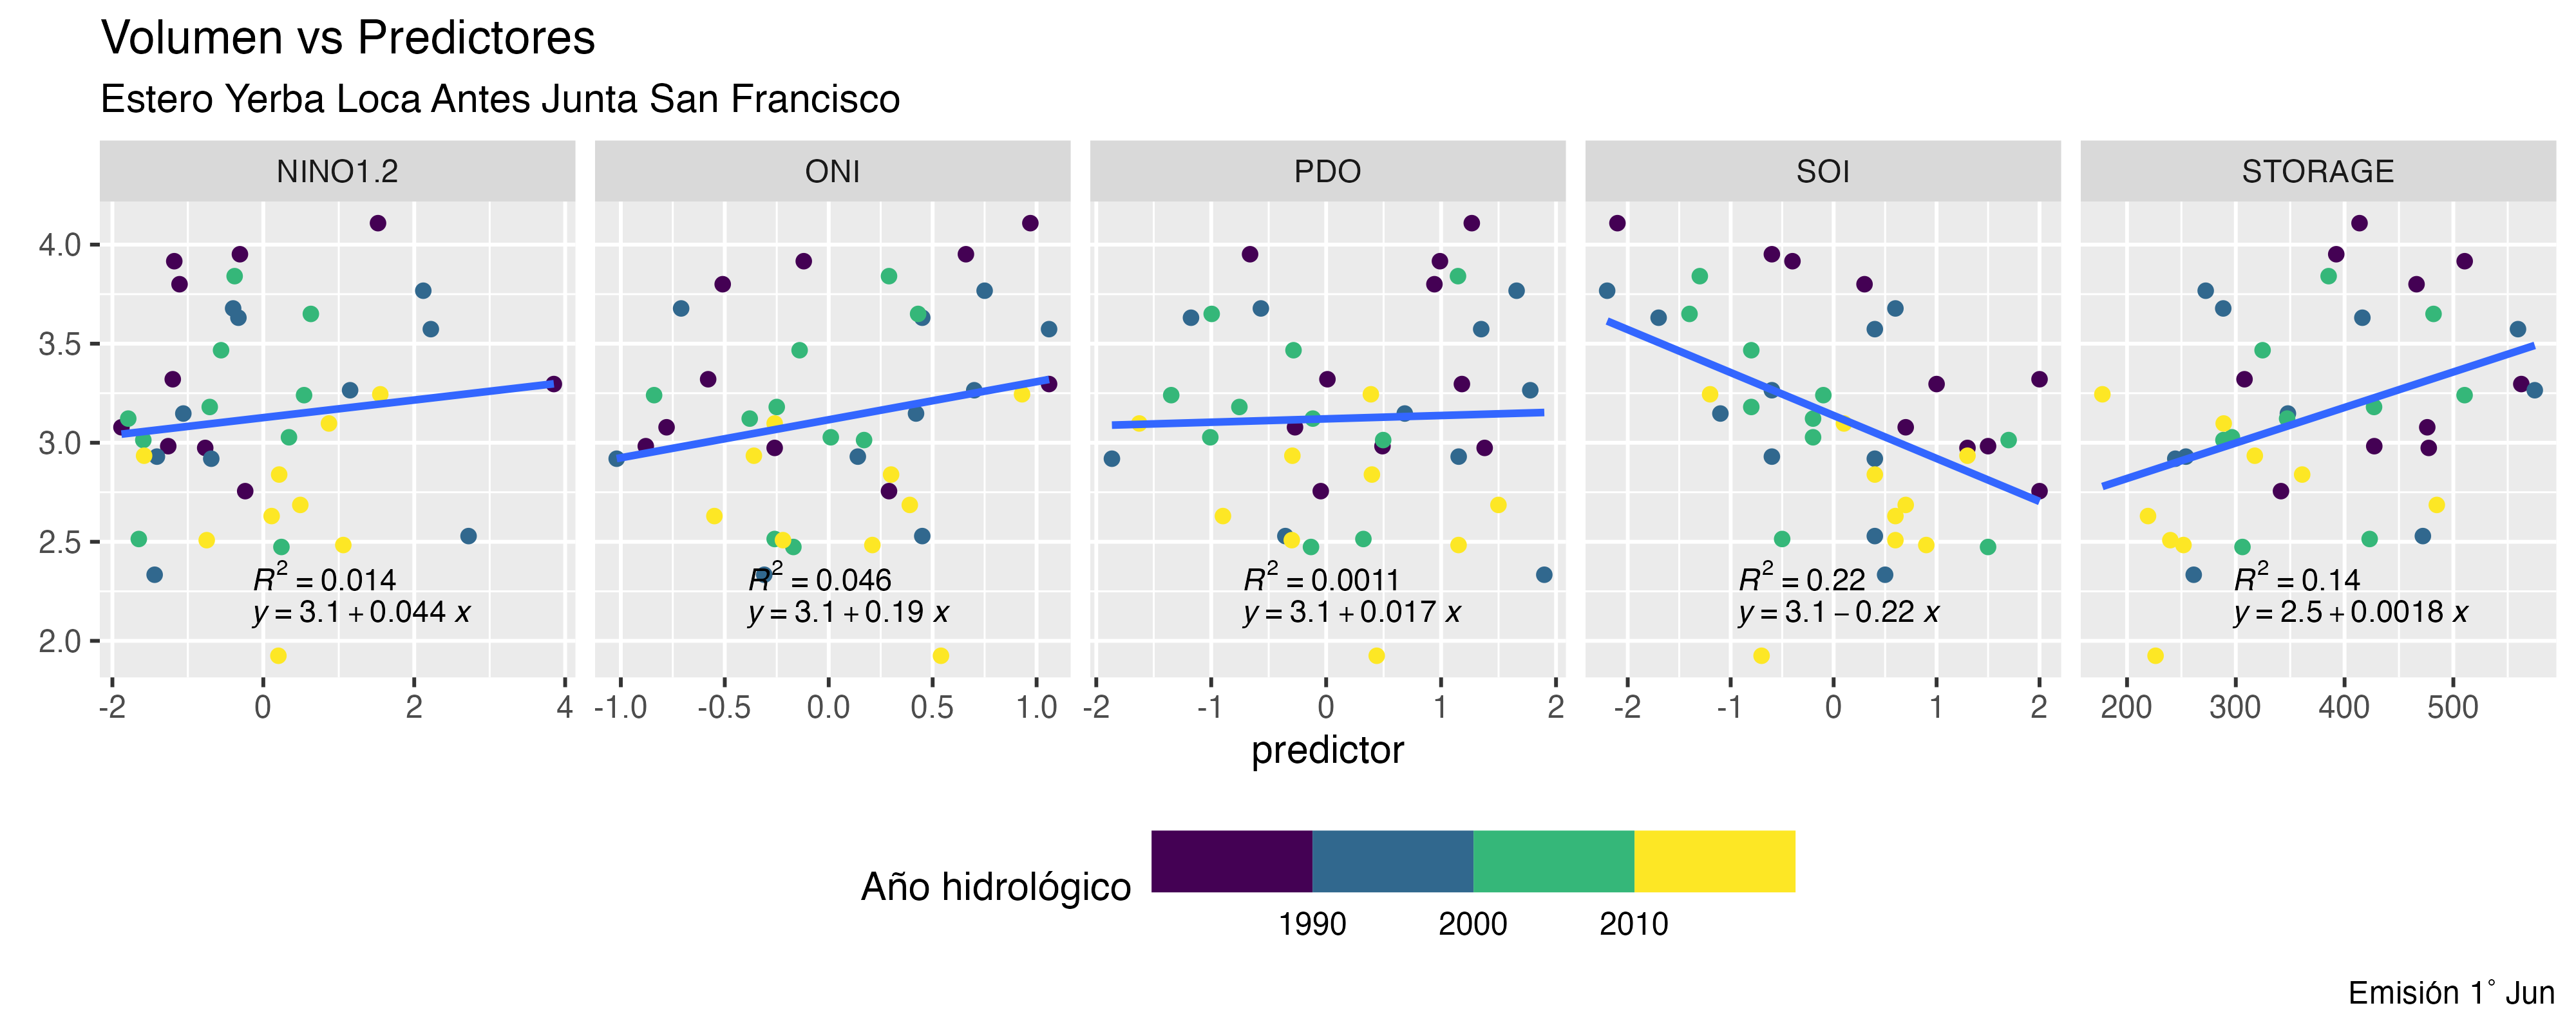 Volumen vs Predictores
Estero Yerba Loca Antes Junta San Francisco
NINO1.2 ONI PDO SOI STORAGE
4.0
3.5
3.0
2.5
2.0
R² = 0.014 R² = 0.046 R² = 0.0011 R² = 0.22 R² = 0.14
y = 3.1 + 0.044 x y = 3.1 + 0.19 x y = 3.1 + 0.017 x y = 3.1 − 0.22 x y = 2.5 + 0.0018 x
-2 0 2 4 -1.0 -0.5 0.0 0.5 1.0 -2 -1 0 1 2 -2 -1 0 1 2 200 300 400 500
predictor
Año hidrológico
1990 2000 2010
Emisión 1° Jun